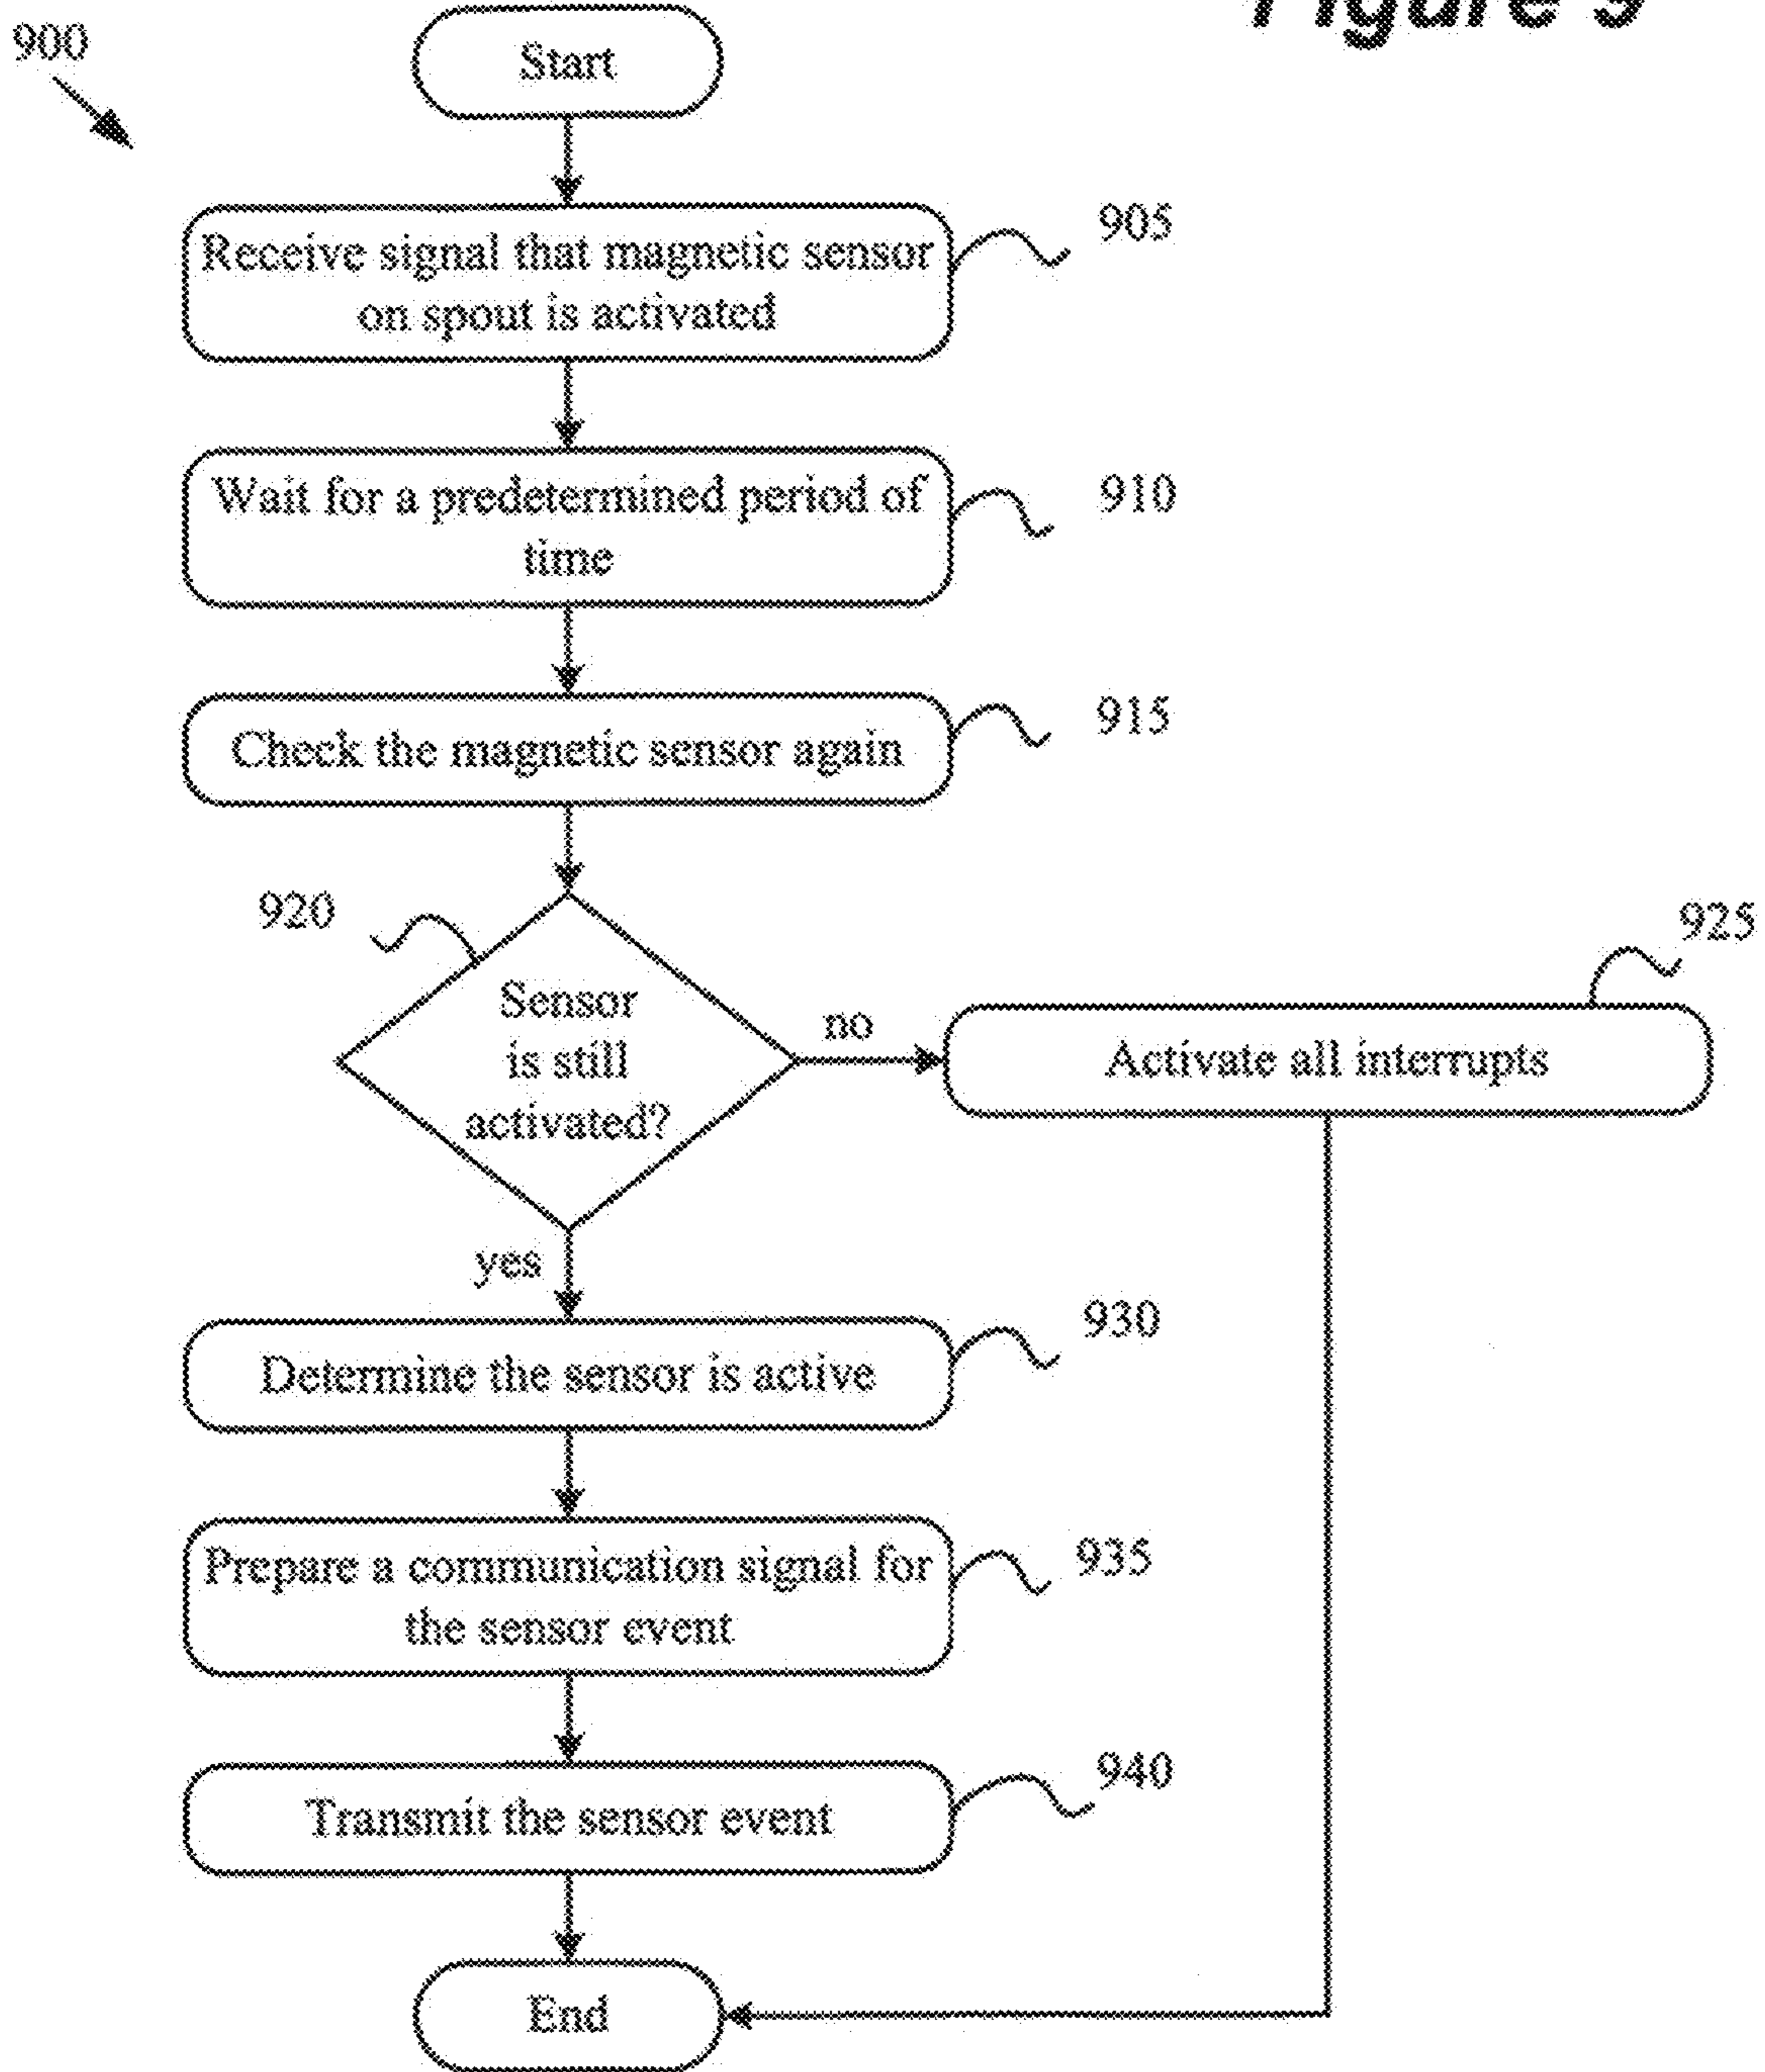 Figure 9
900
Start
Receive signal that magnetic sensor
on spout is activated
905
Wait for a predetermined period of
time
910
Check the magnetic sensor again
915
920
Sensor
is still
activated?
no
925
Activate all interrupts
yes
Determine the sensor is active
930
Prepare a communication signal for
the sensor event
935
Transmit the sensor event
940
End